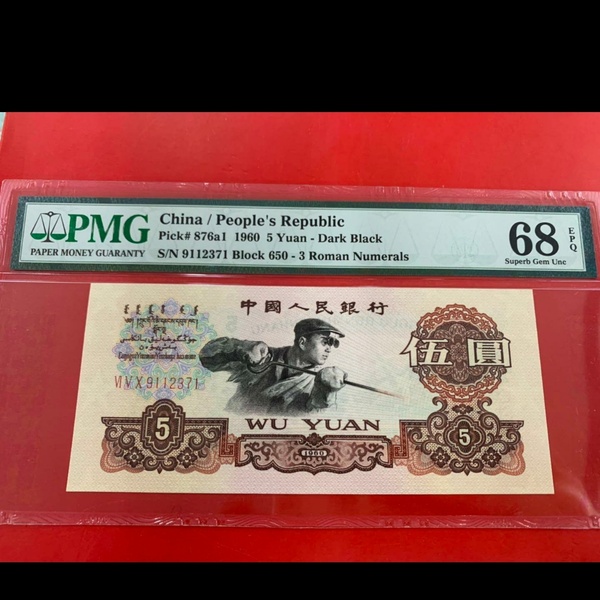 PMG
PAPER MONEY GUARANTY
China / People's Republic
Pick# 876a1 1960 5 Yuan - Dark Black
S/N 9112371 Block 650 - 3 Roman Numerals
68 EPQ
Superb Gem Unc
中國人民銀行
伍圓
VI V X 9112371
WU YUAN
5
1960
5